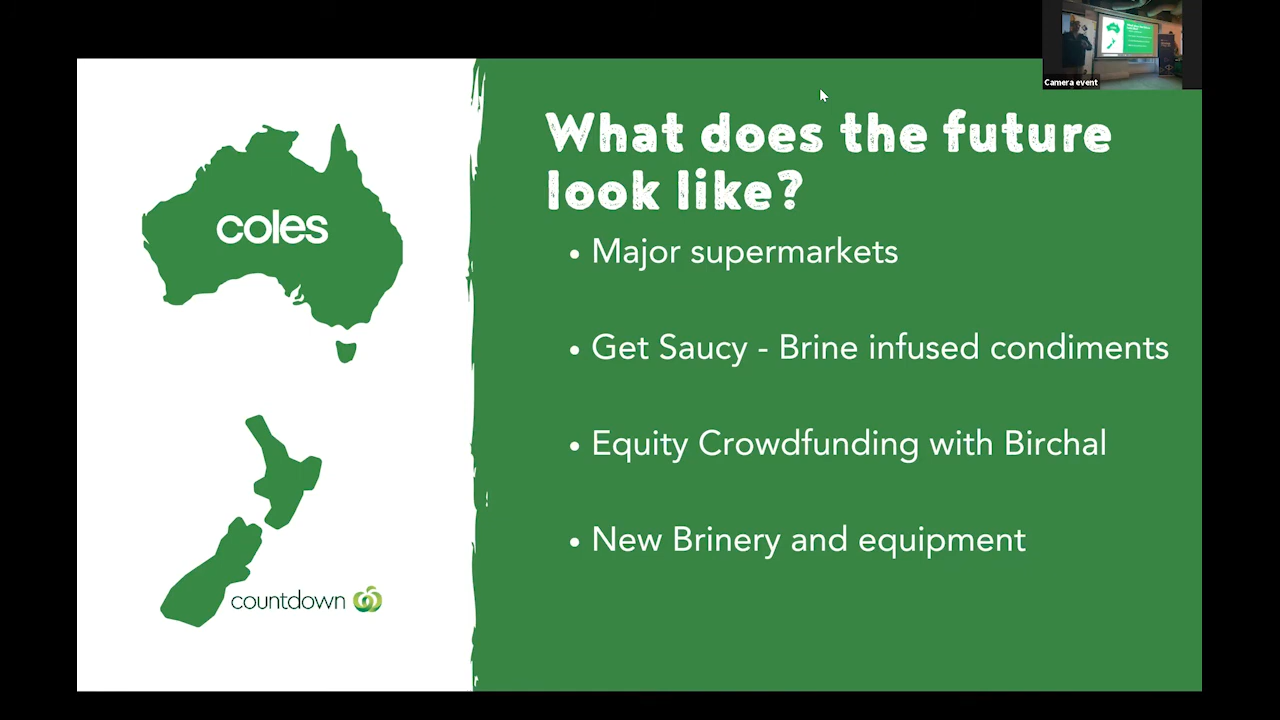 Camera event
What does the future
look like?
coles
• Major supermarkets
• Get Saucy - Brine infused condiments
• Equity Crowdfunding with Birchal
• New Brinery and equipment
countdown